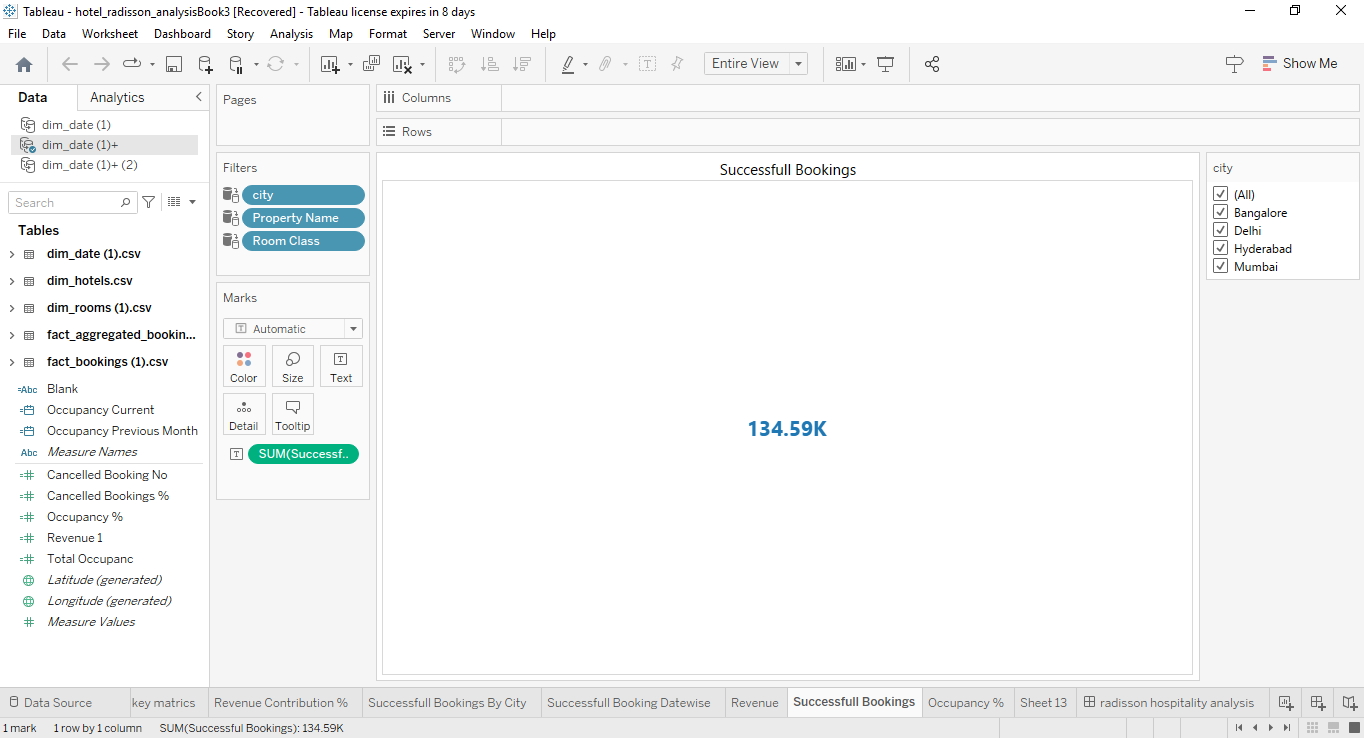 Tableau - hotel_radisson_analysisBook3 [Recovered] - Tableau license expires in 8 days
File Data Worksheet Dashboard Story Analysis Map Format Server Window Help
Entire View
Show Me
Data Analytics
dim_date (1)
dim_date (1)+
dim_date (1)+ (2)
Search
Tables
dim_date (1).csv
dim_hotels.csv
dim_rooms (1).csv
fact_aggregated_bookin...
fact_bookings (1).csv
=Abc Blank
Occupancy Current
Occupancy Previous Month
Abc Measure Names
Cancelled Booking No
Cancelled Bookings %
Occupancy %
Revenue 1
Total Occupanc
Latitude (generated)
Longitude (generated)
Measure Values
Pages
Filters
city
Property Name
Room Class
Marks
T Automatic
Color Size Text
Detail Tooltip
T SUM(Successf..
Columns
Rows
Successfull Bookings
134.59K
city
(All)
Bangalore
Delhi
Hyderabad
Mumbai
Data Source key matrics Revenue Contribution % Successfull Bookings By City Successfull Booking Datewise Revenue Successfull Bookings Occupancy % Sheet 13 radisson hospitality analysis
1 mark 1 row by 1 column SUM(Successful Bookings): 134.59K